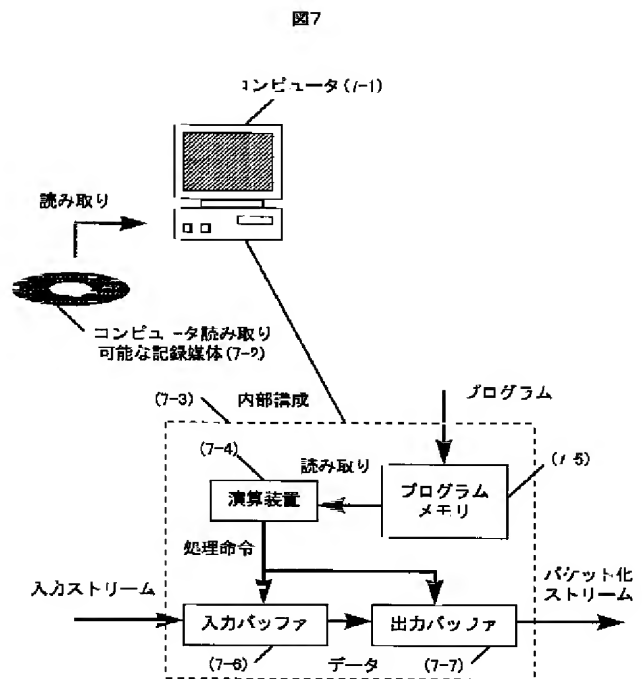 図7
コンピュータ(7-1)
読み取り
コンピュータ読み取り
可能な記録媒体(7-2)
(7-3)
内部構成
プログラム
(7-4)
読み取り
(7-5)
演算装置
プログラム
メモリ
処理命令
入力ストリーム
パケット化
ストリーム
入力バッファ
出力バッファ
(7-6)
データ
(7-7)